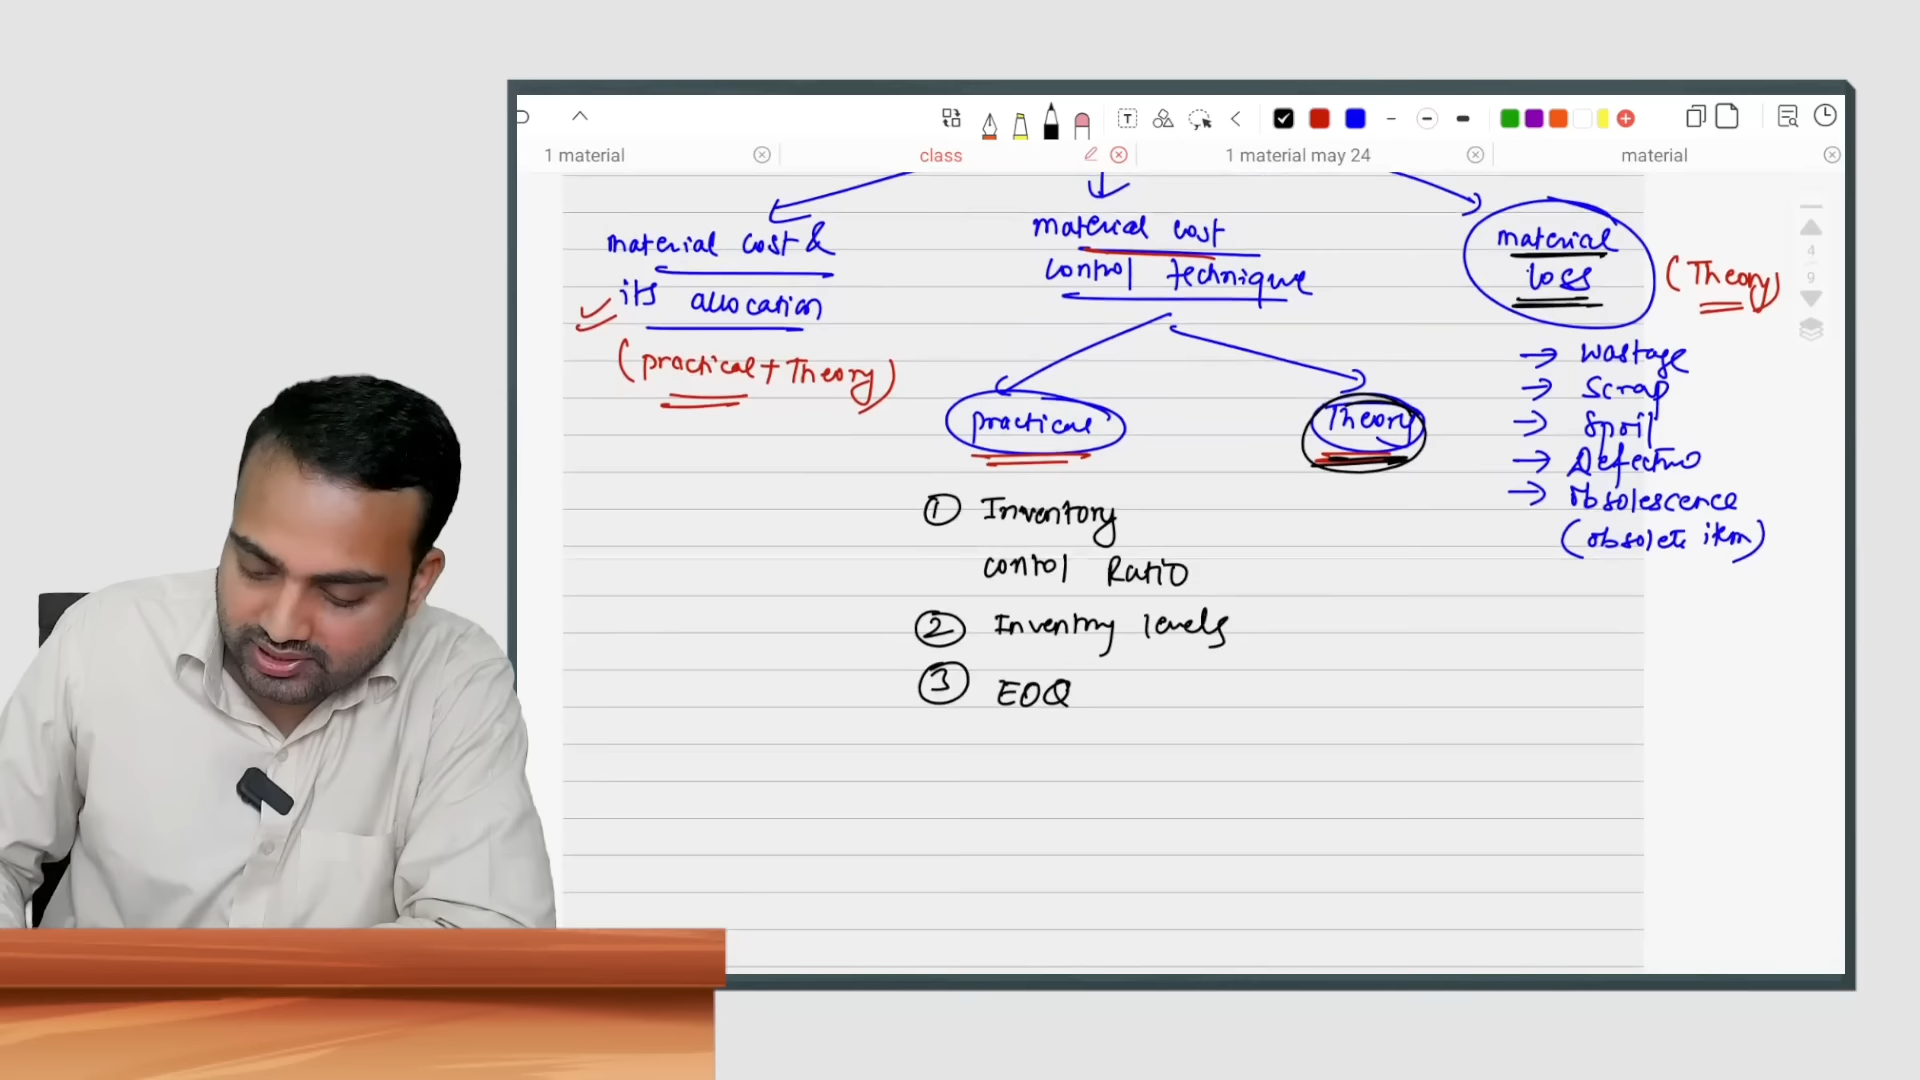 T
1 material
class
1 material may 24
material
4
9
material cost &
its allocation
(practical + Theory)
material cost
control technique
practical
Theory
① Inventory
control Ratio
② Inventory levels
③ EOQ
material
loss
(Theory)
→ wastage
→ Scrap
→ Spoil
→ Defective
→ obsolescence
(obsolete item)